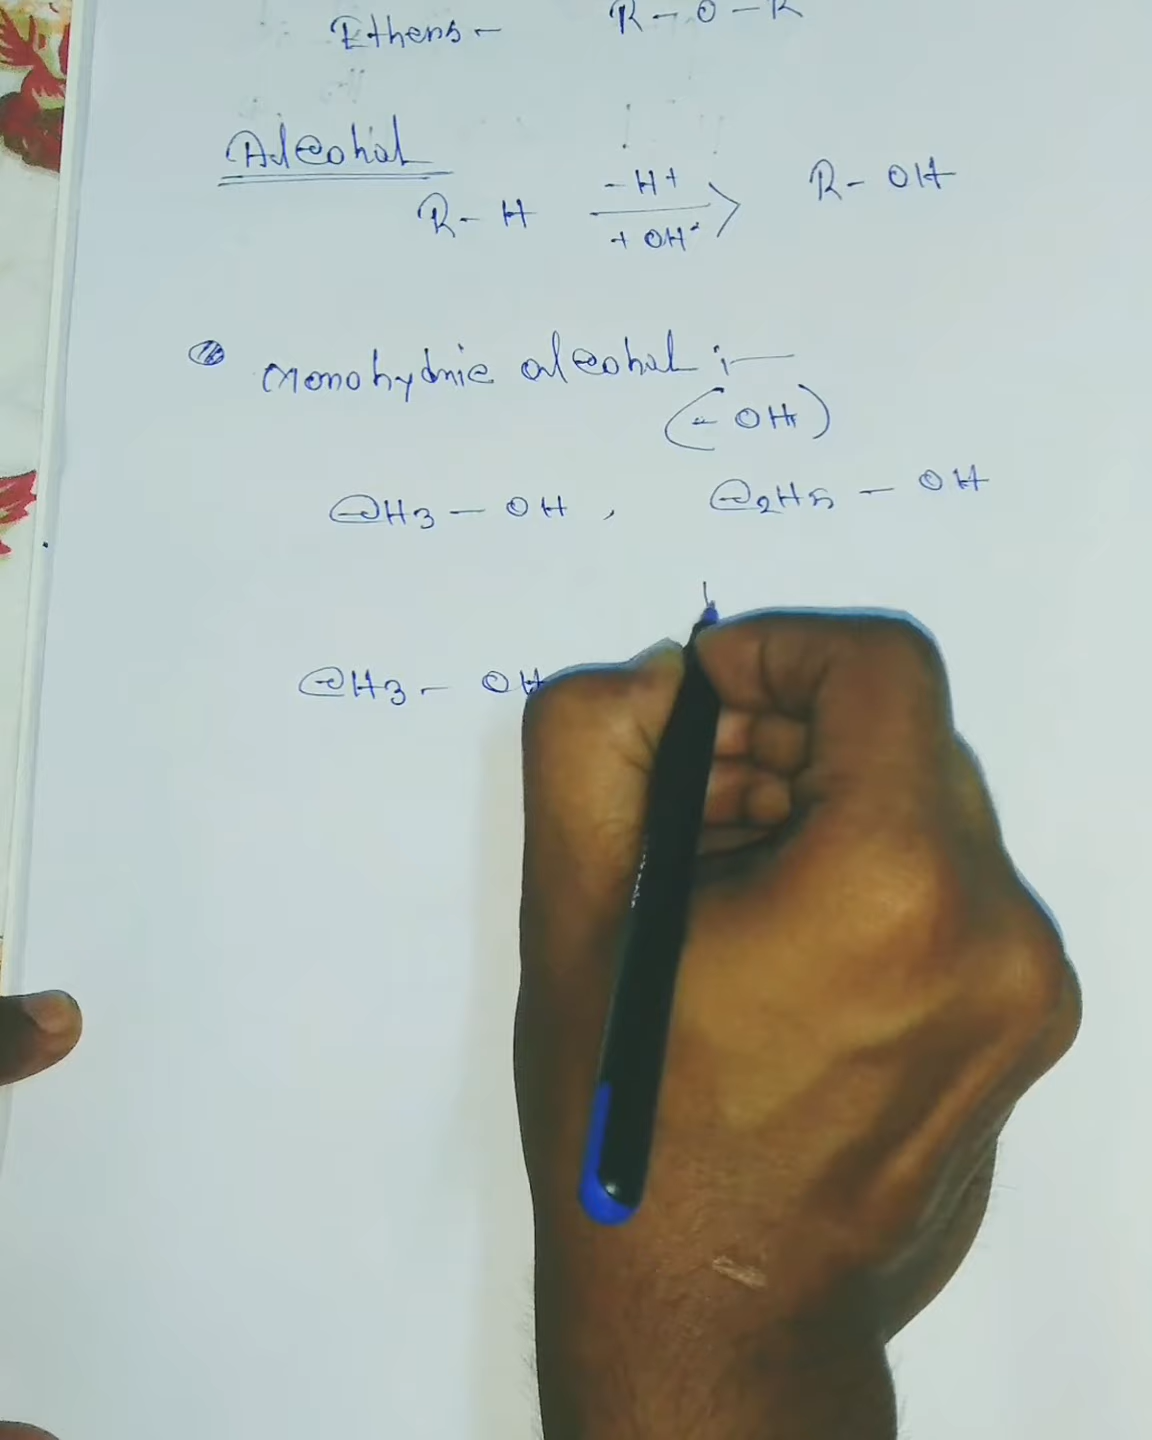 Ethers - R - O - R
Alcohol
R - H -H+ +OH- > R - OH
Monohydric alcohol :-
(- OH)
CH3 - OH , C2H5 - OH
CH3 - OH